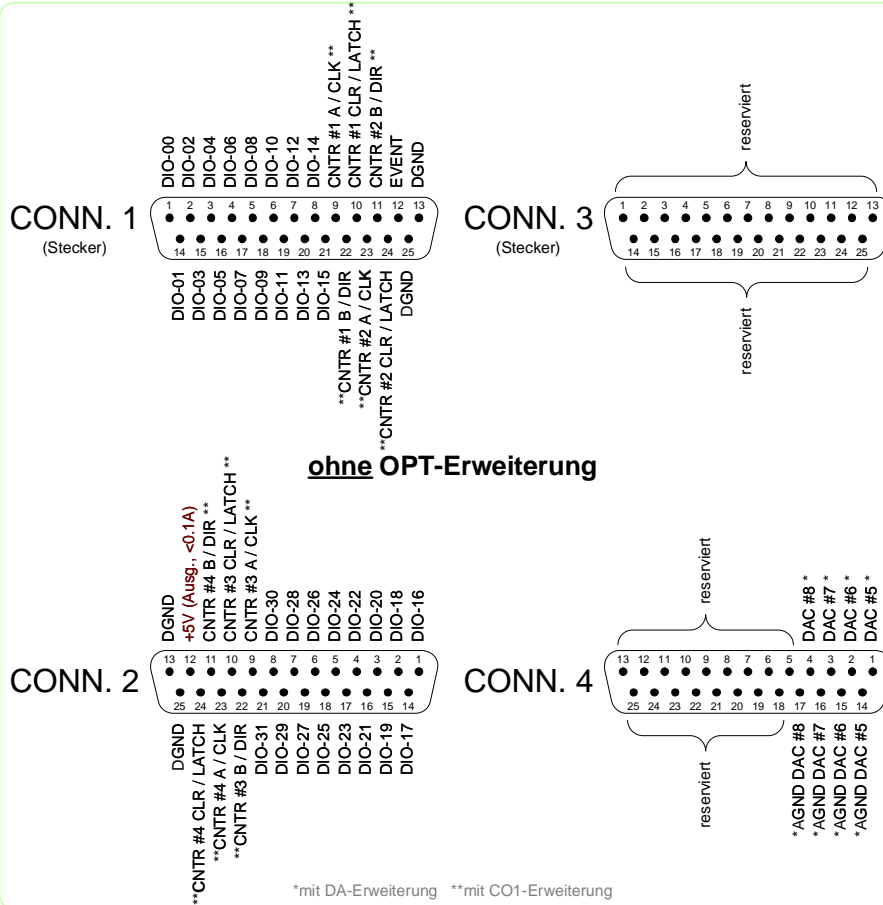 DIO-00
DIO-02
DIO-04
DIO-06
DIO-08
DIO-10
DIO-12
DIO-14
CNTR #1 A / CLK **
CNTR #1 CLR / LATCH **
CNTR #2 B / DIR **
EVENT
DGND
CONN. 1
(Stecker)
1 2 3 4 5 6 7 8 9 10 11 12 13
14 15 16 17 18 19 20 21 22 23 24 25
DIO-01
DIO-03
DIO-05
DIO-07
DIO-09
DIO-11
DIO-13
DIO-15
**CNTR #1 B / DIR
**CNTR #2 A / CLK
**CNTR #2 CLR / LATCH
DGND
reserviert
CONN. 3
(Stecker)
1 2 3 4 5 6 7 8 9 10 11 12 13
14 15 16 17 18 19 20 21 22 23 24 25
reserviert
ohne OPT-Erweiterung
DGND
+5V (Ausg., <0.1A)
CNTR #4 B / DIR **
CNTR #3 CLR / LATCH **
CNTR #3 A / CLK **
DIO-30
DIO-28
DIO-26
DIO-24
DIO-22
DIO-20
DIO-18
DIO-16
CONN. 2
13 12 11 10 9 8 7 6 5 4 3 2 1
25 24 23 22 21 20 19 18 17 16 15 14
DGND
**CNTR #4 CLR / LATCH
**CNTR #4 A / CLK
**CNTR #3 B / DIR
DIO-31
DIO-29
DIO-27
DIO-25
DIO-23
DIO-21
DIO-19
DIO-17
reserviert
DAC #8 *
DAC #7 *
DAC #6 *
DAC #5 *
CONN. 4
13 12 11 10 9 8 7 6 5 4 3 2 1
25 24 23 22 21 20 19 18 17 16 15 14
reserviert
*AGND DAC #8
*AGND DAC #7
*AGND DAC #6
*AGND DAC #5
*mit DA-Erweiterung **mit CO1-Erweiterung